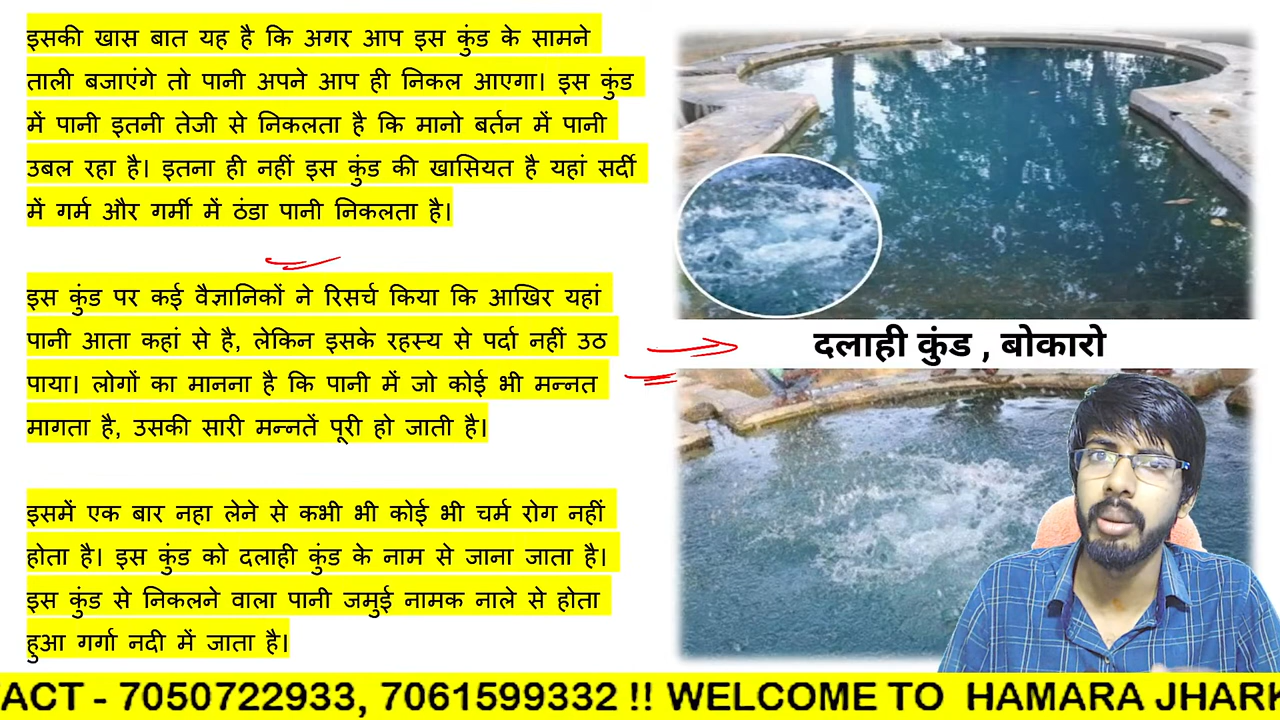 इसकी खास बात यह है कि अगर आप इस कुंड के सामने
ताली बजाएंगे तो पानी अपने आप ही निकल आएगा। इस कुंड
में पानी इतनी तेजी से निकलता है कि मानो बर्तन में पानी
उबल रहा है। इतना ही नहीं इस कुंड की खासियत है यहां सर्दी
में गर्म और गर्मी में ठंडा पानी निकलता है।
इस कुंड पर कई वैज्ञानिकों ने रिसर्च किया कि आखिर यहां
पानी आता कहां से है, लेकिन इसके रहस्य से पर्दा नहीं उठ
पाया। लोगों का मानना है कि पानी में जो कोई भी मन्नत
मागता है, उसकी सारी मन्नतें पूरी हो जाती है।
इसमें एक बार नहा लेने से कभी भी कोई भी चर्म रोग नहीं
होता है। इस कुंड को दलाही कुंड के नाम से जाना जाता है।
इस कुंड से निकलने वाला पानी जमुई नामक नाले से होता
हुआ गर्गा नदी में जाता है।
दलाही कुंड , बोकारो
ACT - 7050722933, 7061599332 !! WELCOME TO HAMARA JHARK